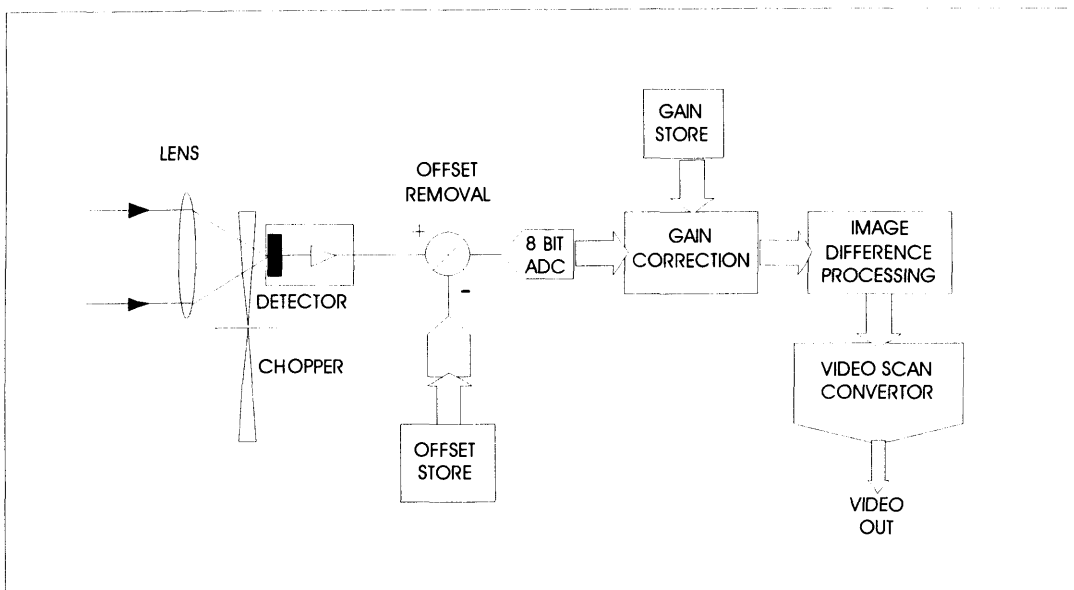 LENS
OFFSET
REMOVAL
GAIN
STORE
+
-
8 BIT
ADC
GAIN
CORRECTION
IMAGE
DIFFERENCE
PROCESSING
DETECTOR
CHOPPER
VIDEO SCAN
CONVERTOR
OFFSET
STORE
VIDEO
OUT